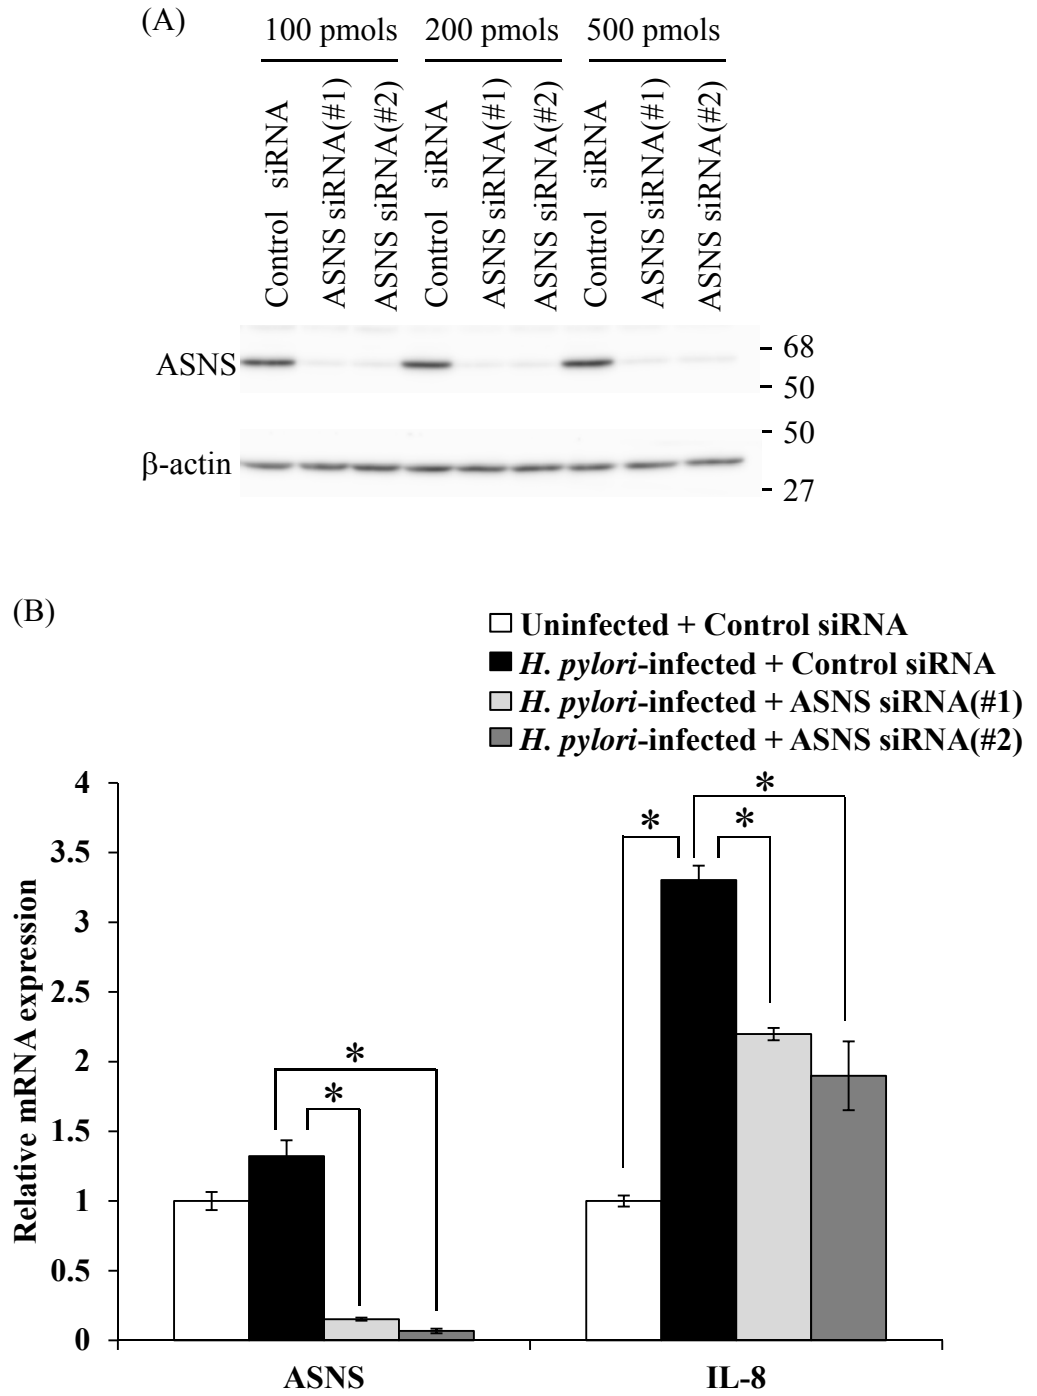 (A)
100 pmols 200 pmols 500 pmols
Control siRNA
ASNS siRNA(#1)
ASNS siRNA(#2)
Control siRNA
ASNS siRNA(#1)
ASNS siRNA(#2)
Control siRNA
ASNS siRNA(#1)
ASNS siRNA(#2)
ASNS
- 68
- 50
β-actin
- 50
- 27
(B)
Uninfected + Control siRNA
H. pylori-infected + Control siRNA
H. pylori-infected + ASNS siRNA(#1)
H. pylori-infected + ASNS siRNA(#2)
Relative mRNA expression
4
3.5
3
2.5
2
1.5
1
0.5
0
*
*
*
*
*
ASNS IL-8